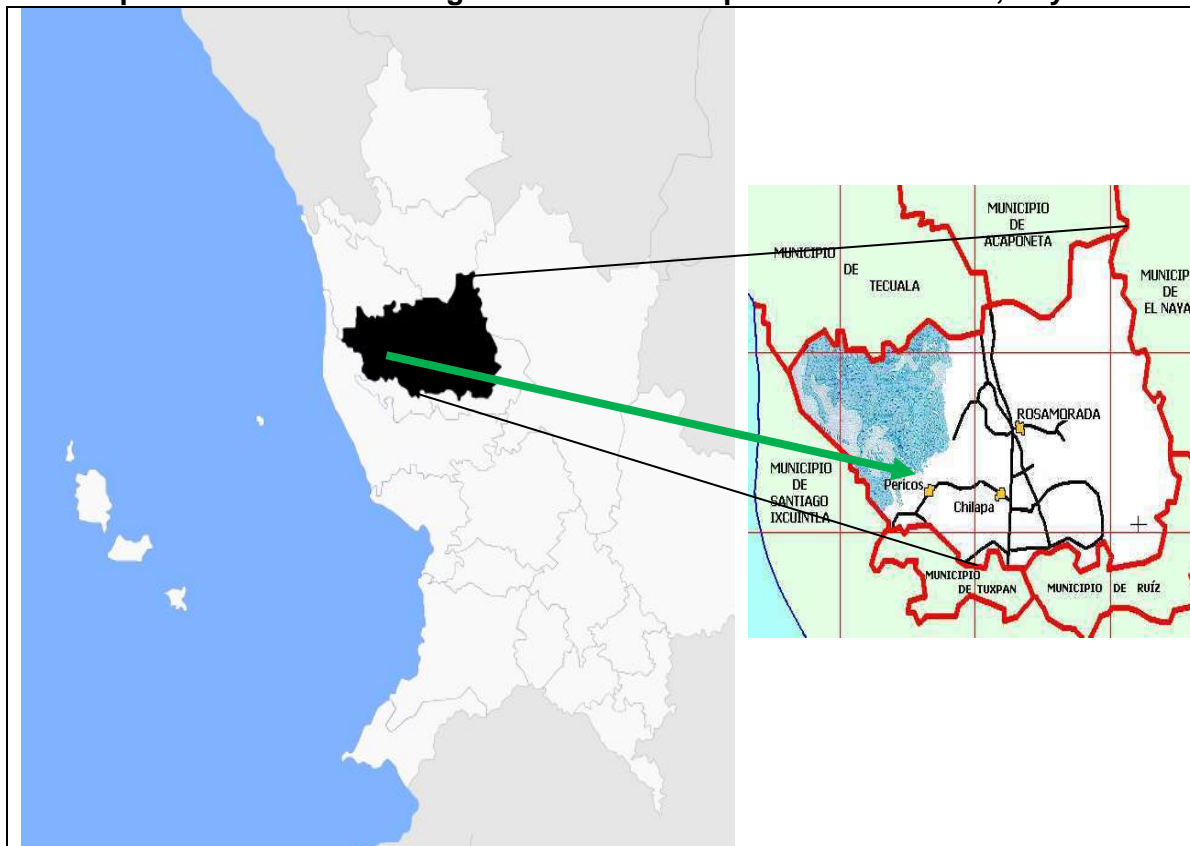 MUNICIPIO
DE
ACAPONETA
MUNICIPIO
DE
TECUALA
MUNICIP
DE
EL NAYA
ROSAMORADA
MUNICIPIO
DE
SANTIAGO
IXCUINTLA
Pericos
Chilapa
MUNICIPIO
DE TUXPAN
MUNICIPIO DE RUÍZ